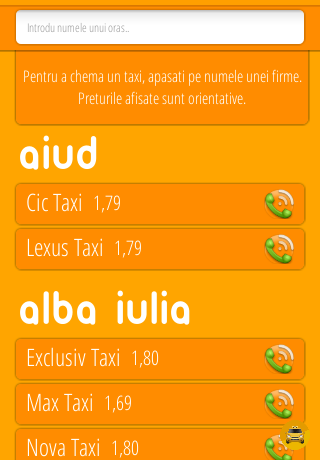 Introdu numele unui oras..
Pentru a chema un taxi, apasati pe numele unei firme.
Preturile afisate sunt orientative.
aiud
Cic Taxi 1,79
Lexus Taxi 1,79
alba iulia
Exclusiv Taxi 1,80
Max Taxi 1,69
Nova Taxi 1,80